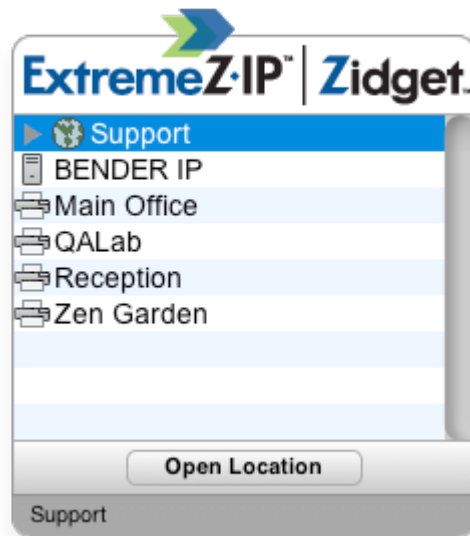 ExtremeZ·IP™ | Zidget
Support
BENDER IP
Main Office
QALab
Reception
Zen Garden
Open Location
Support